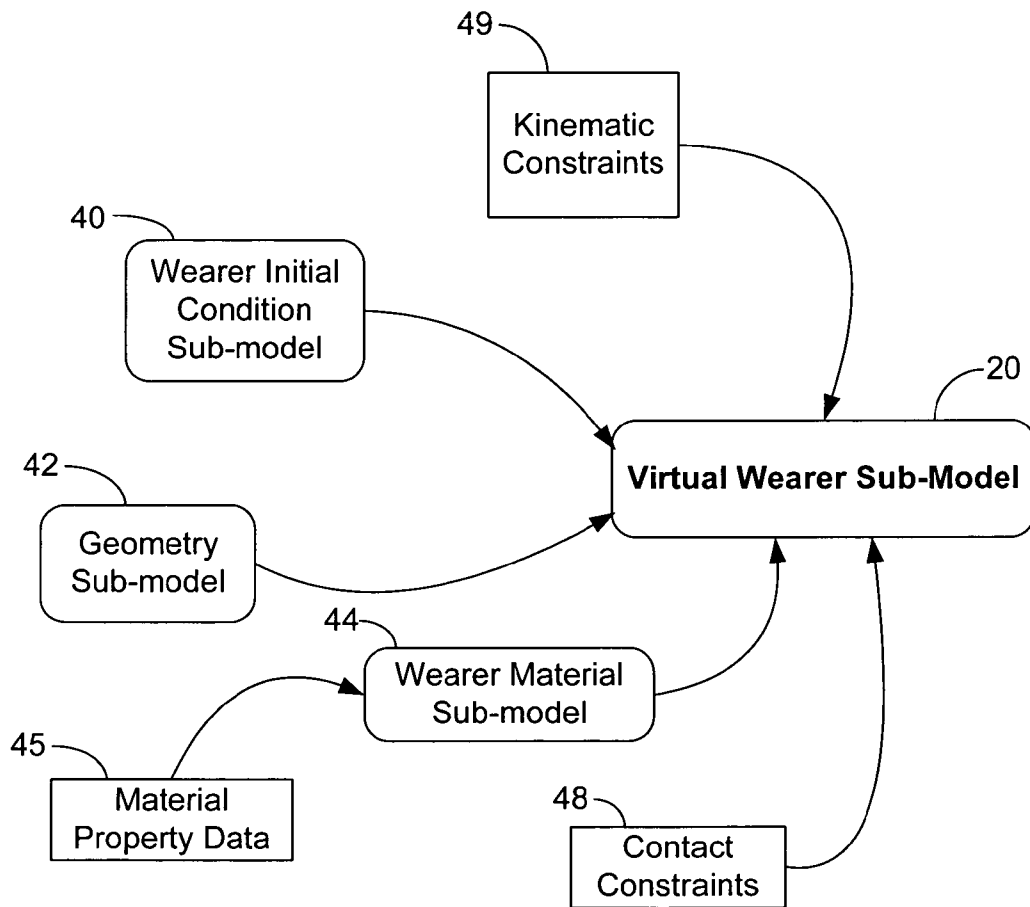 49
Kinematic
Constraints
40
Wearer Initial
Condition
Sub-model
20
Virtual Wearer Sub-Model
42
Geometry
Sub-model
44
Wearer Material
Sub-model
45
Material
Property Data
48
Contact
Constraints